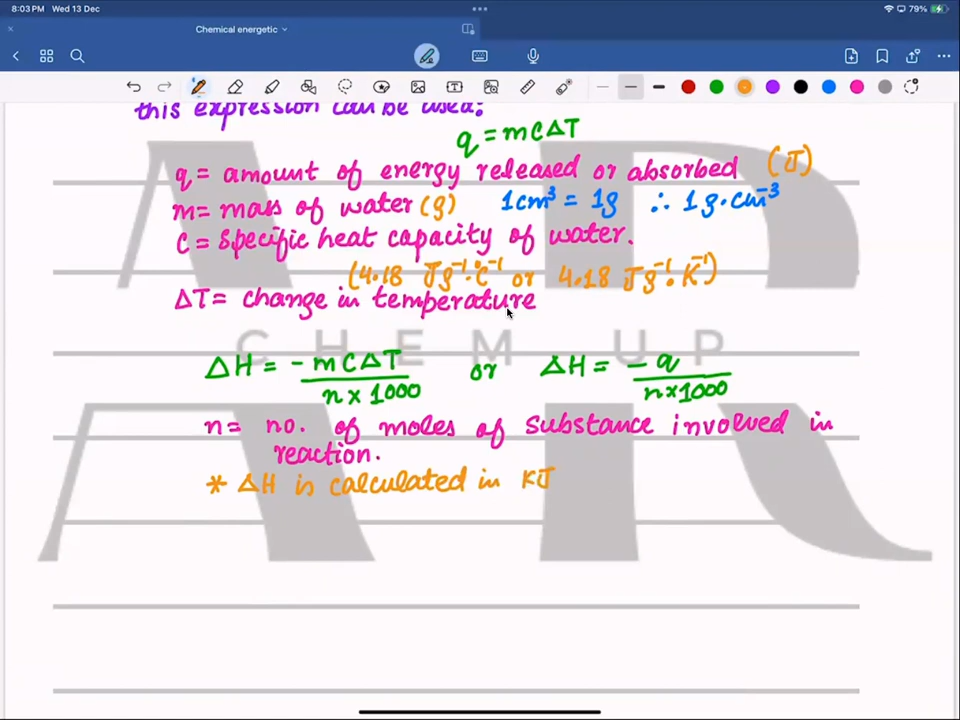 8:03 PM Wed 13 Dec
79%
Chemical energetic
this expression can be used:
q = mCΔT
q = amount of energy released or absorbed (J)
m = mass of water (g) 1cm³ = 1g ∴ 1g.cm⁻³
C = Specific heat capacity of water.
(4.18 Jg⁻¹.°C⁻¹ or 4.18 Jg⁻¹.K⁻¹)
ΔT = change in temperature
CHEM UP
ΔH = -mCΔT / n × 1000 or ΔH = -q / n×1000
n = no. of moles of substance involved in
reaction.
* ΔH is calculated in KJ
AR